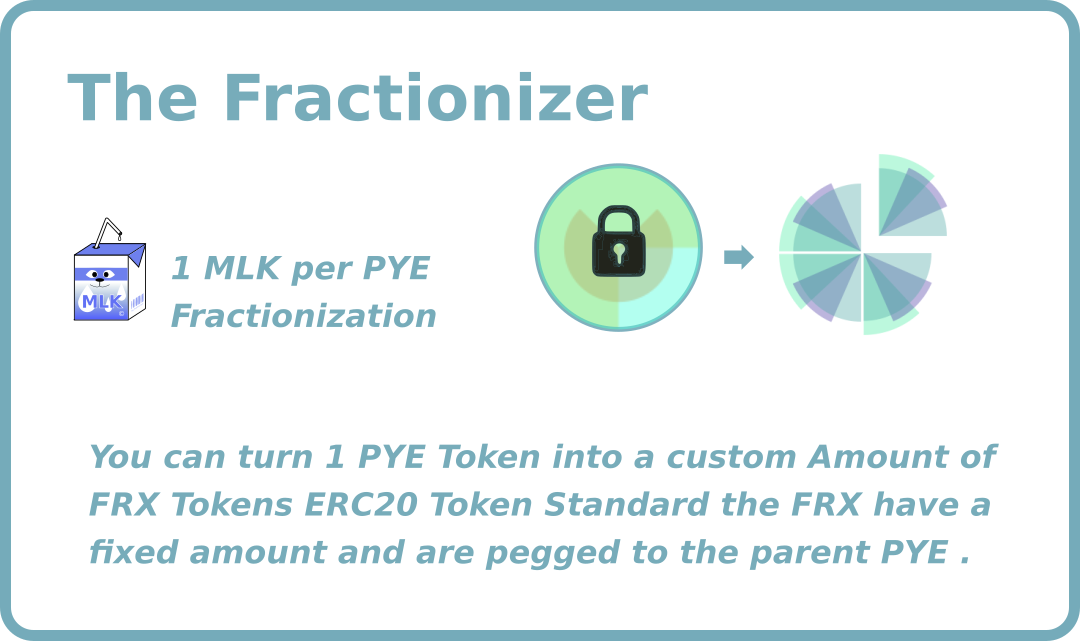 The Fractionizer
1 MLK per PYE
Fractionization
MLK
©
You can turn 1 PYE Token into a custom Amount of
FRX Tokens ERC20 Token Standard the FRX have a
fixed amount and are pegged to the parent PYE .